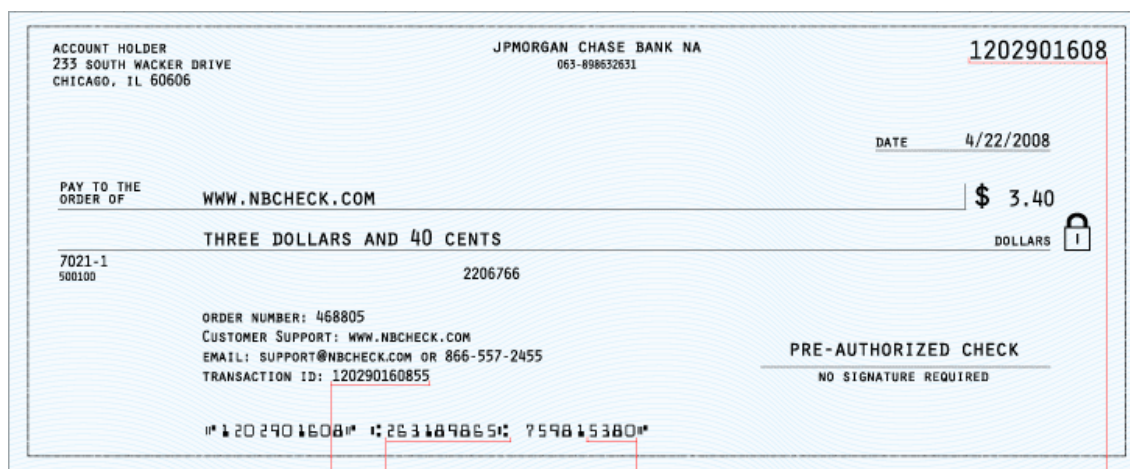 ACCOUNT HOLDER
233 SOUTH WACKER DRIVE
CHICAGO, IL 60606
JPMORGAN CHASE BANK NA
063-898632631
1202901608
DATE 4/22/2008
PAY TO THE
ORDER OF WWW.NBCHECK.COM $ 3.40
THREE DOLLARS AND 40 CENTS DOLLARS
7021-1
500100 2206766
ORDER NUMBER: 468805
CUSTOMER SUPPORT: WWW.NBCHECK.COM
EMAIL: SUPPORT@NBCHECK.COM OR 866-557-2455
TRANSACTION ID: 120290160855
PRE-AUTHORIZED CHECK
NO SIGNATURE REQUIRED
⑈1202901608⑈ ⑆263189865⑆ 759815380⑈